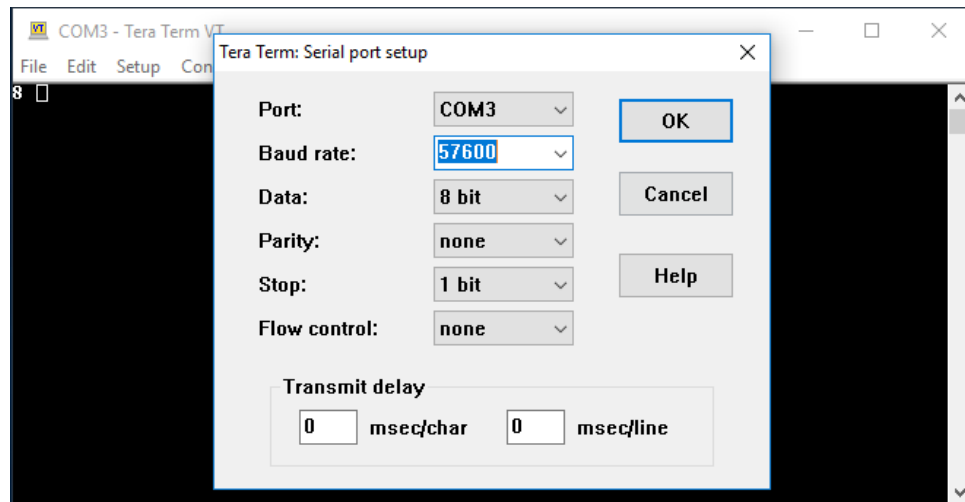 COM3 - Tera Term VT
File Edit Setup Con
8
Tera Term: Serial port setup
Port: COM3
Baud rate: 57600
Data: 8 bit
Parity: none
Stop: 1 bit
Flow control: none
OK
Cancel
Help
Transmit delay
0 msec/char 0 msec/line